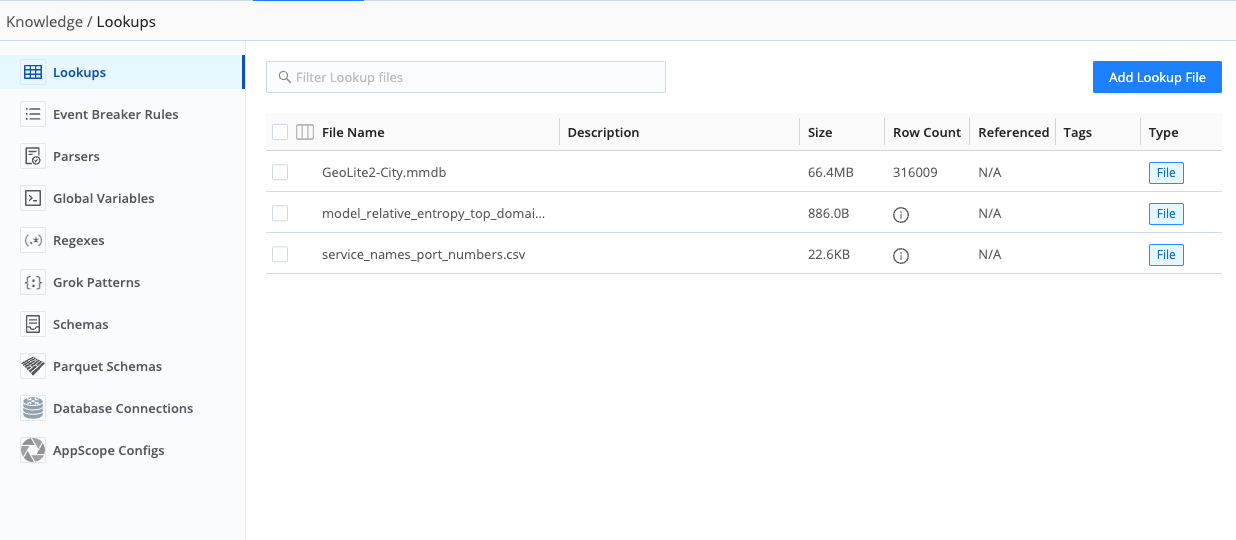 Knowledge / Lookups
Lookups
Event Breaker Rules
Parsers
Global Variables
Regexes
Grok Patterns
Schemas
Parquet Schemas
Database Connections
AppScope Configs
Filter Lookup files
Add Lookup File
File Name Description Size Row Count Referenced Tags Type
GeoLite2-City.mmdb 66.4MB 316009 N/A File
model_relative_entropy_top_domai... 886.0B N/A File
service_names_port_numbers.csv 22.6KB N/A File